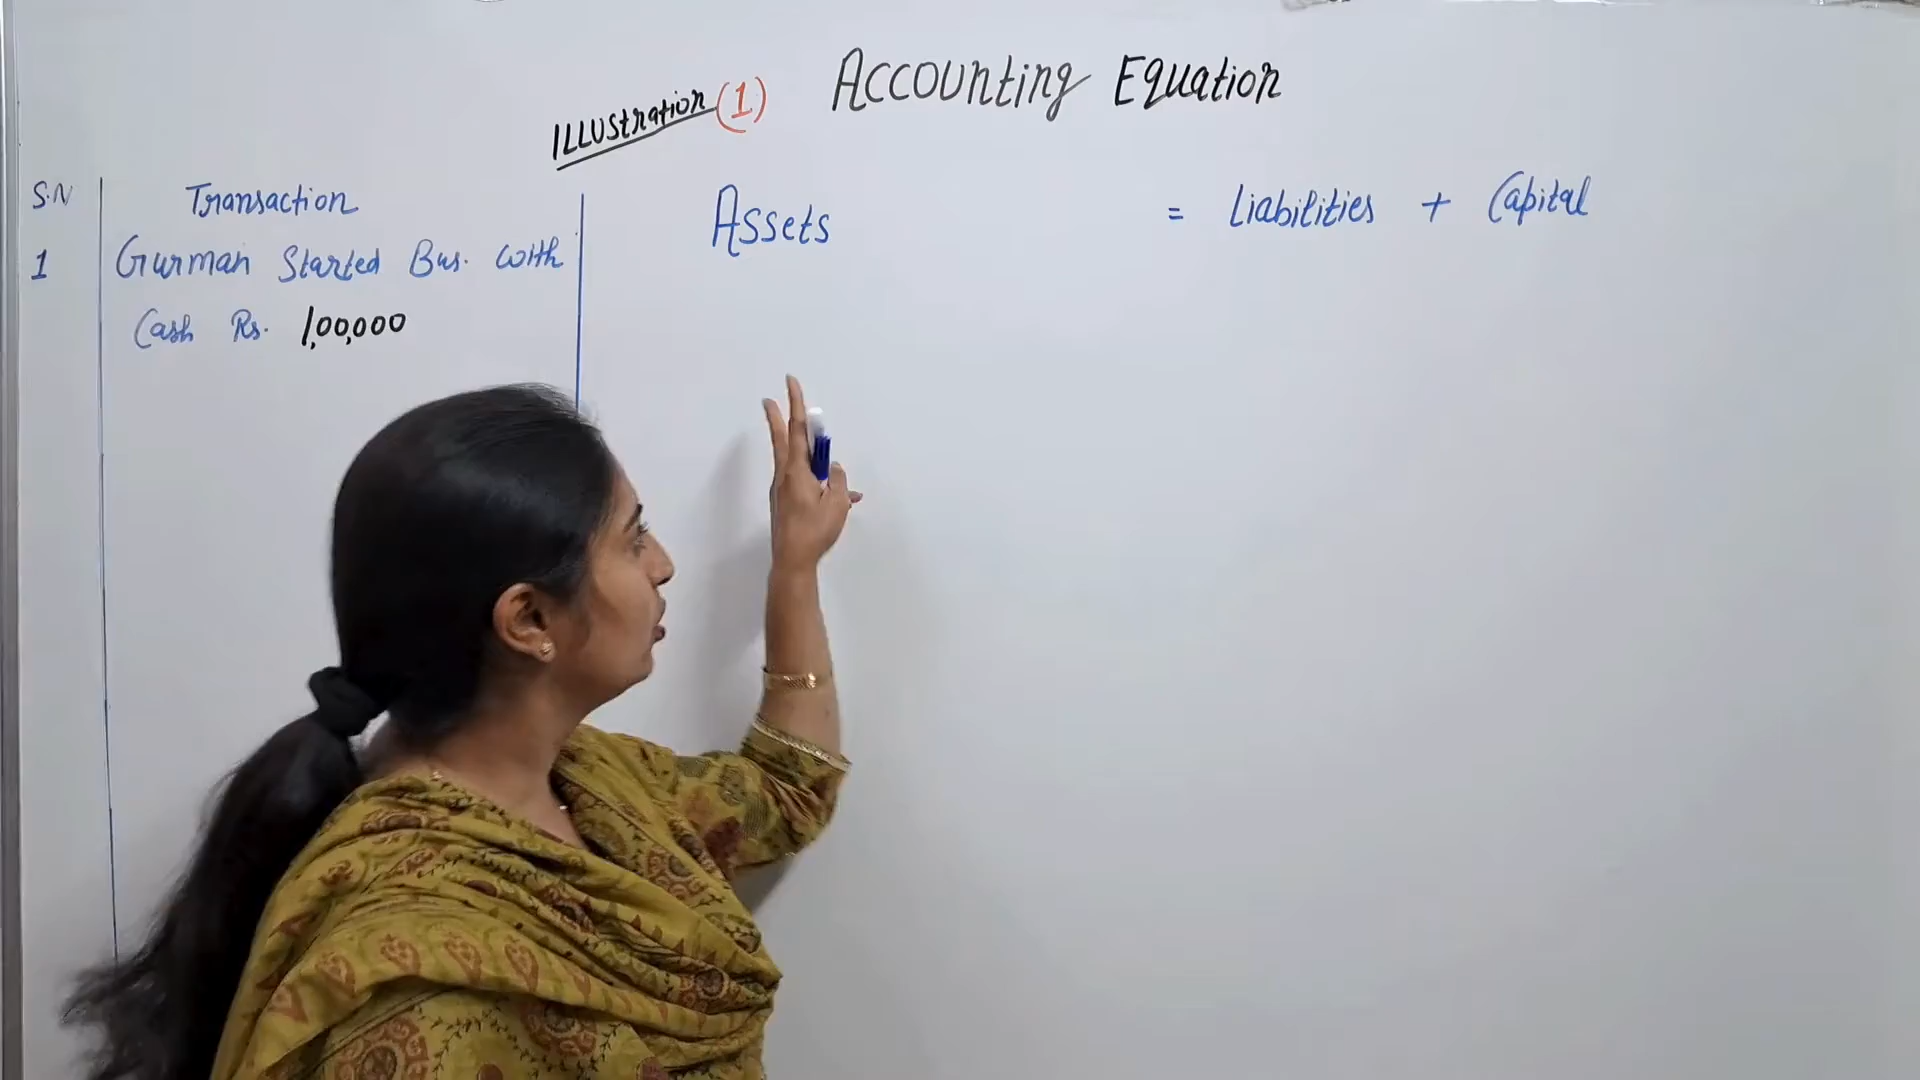 Accounting Equation
Illustration (1)
S.N Transaction Assets = Liabilities + Capital
1 Gurman Started Bus. with
Cash Rs. 1,00,000